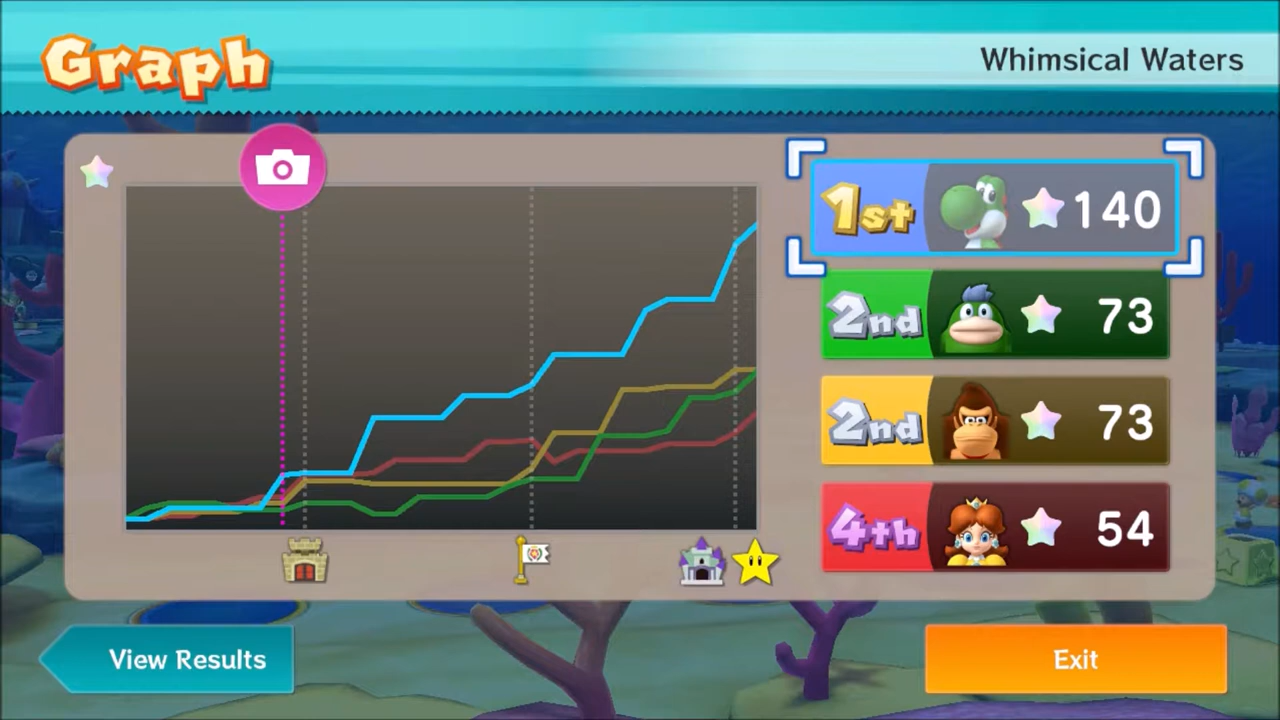 Graph
Whimsical Waters
1st 140
2nd 73
2nd 73
4th 54
View Results
Exit